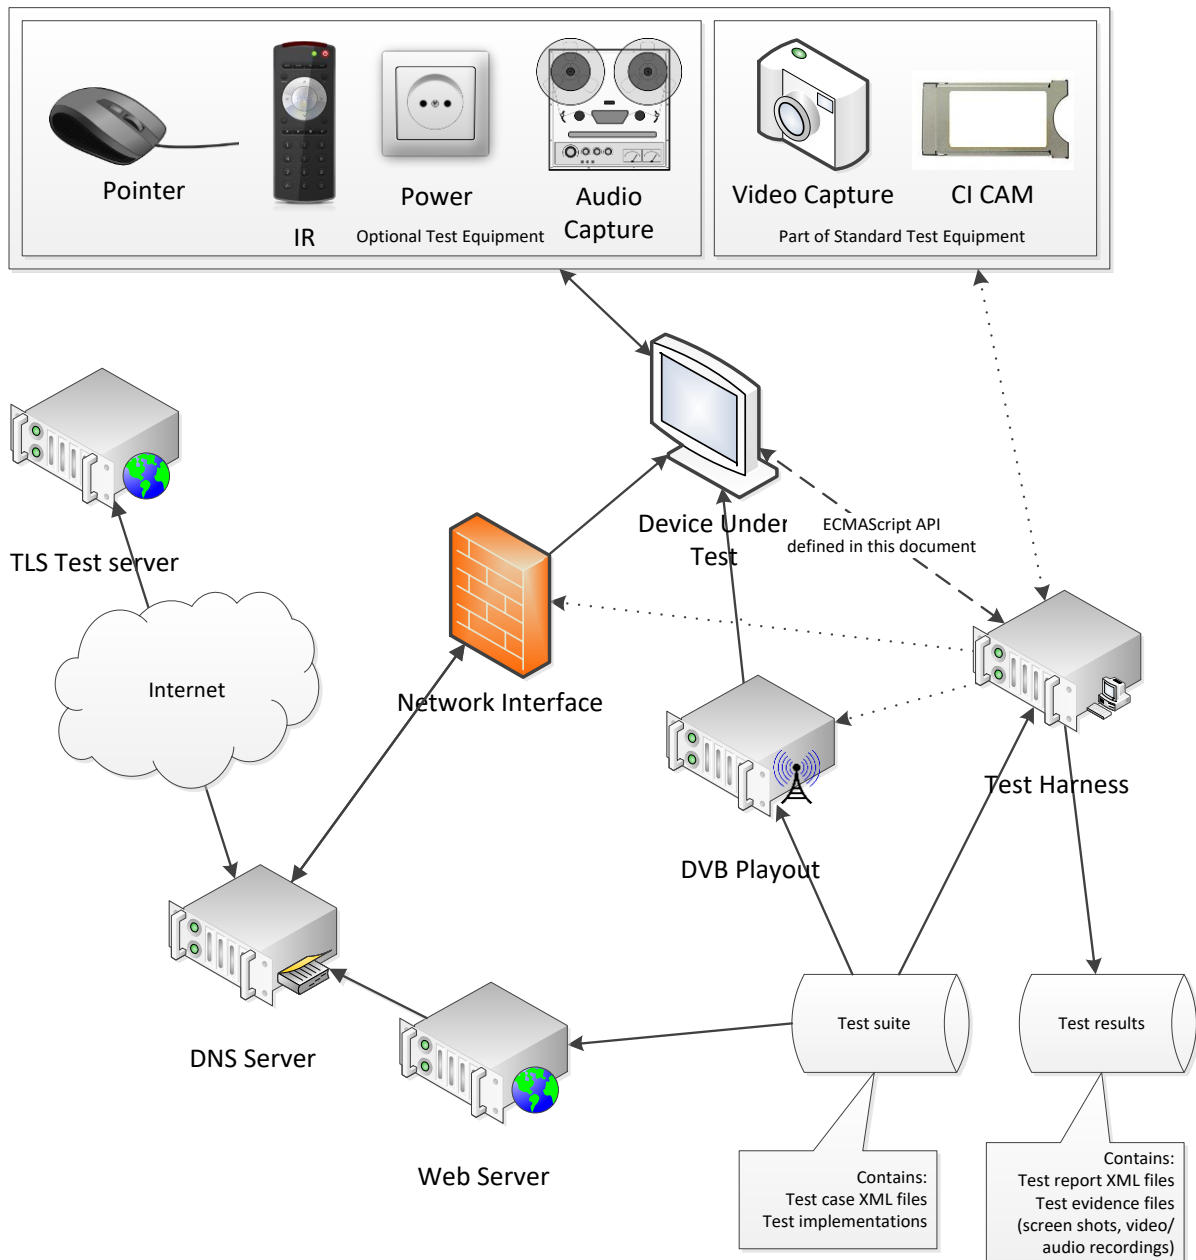 Pointer
IR
Power
Audio
Capture
Optional Test Equipment
Video Capture
CI CAM
Part of Standard Test Equipment
TLS Test server
Device Under
Test
ECMAScript API
defined in this document
Internet
Network Interface
Test Harness
DVB Playout
DNS Server
Test suite
Test results
Web Server
Contains:
Test case XML files
Test implementations
Contains:
Test report XML files
Test evidence files
(screen shots, video/
audio recordings)